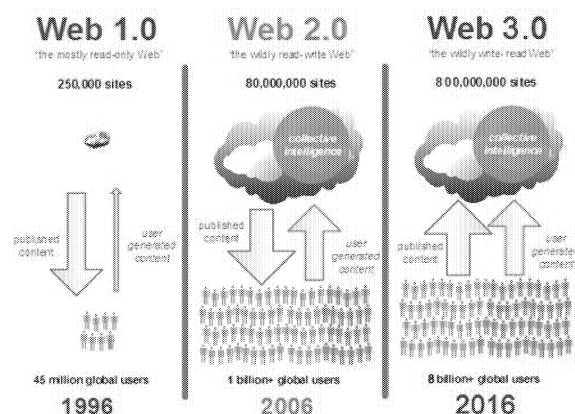 Web 1.0
"the mostly read-only Web"
250,000 sites
published
content
user
generated
content
45 million global users
1996
Web 2.0
"the wildly read-write Web"
80,000,000 sites
collective
intelligence
published
content
user
generated
content
1 billion+ global users
2006
Web 3.0
"the wildly write-read Web"
800,000,000 sites
collective
intelligence
published
content
user
generated
content
8 billion+ global users
2016